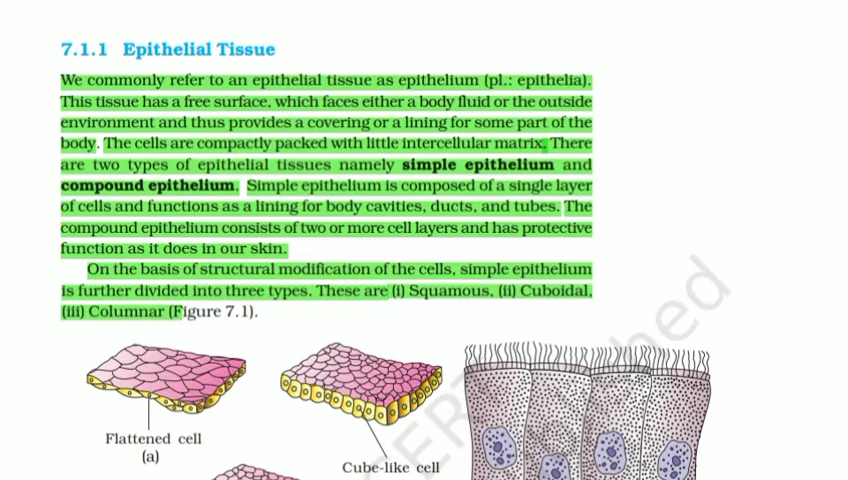 7.1.1 Epithelial Tissue
We commonly refer to an epithelial tissue as epithelium (pl.: epithelia).
This tissue has a free surface, which faces either a body fluid or the outside
environment and thus provides a covering or a lining for some part of the
body. The cells are compactly packed with little intercellular matrix. There
are two types of epithelial tissues namely simple epithelium and
compound epithelium. Simple epithelium is composed of a single layer
of cells and functions as a lining for body cavities, ducts, and tubes. The
compound epithelium consists of two or more cell layers and has protective
function as it does in our skin.
On the basis of structural modification of the cells, simple epithelium
is further divided into three types. These are (i) Squamous, (ii) Cuboidal,
(iii) Columnar (Figure 7.1).
Flattened cell
(a)
Cube-like cell